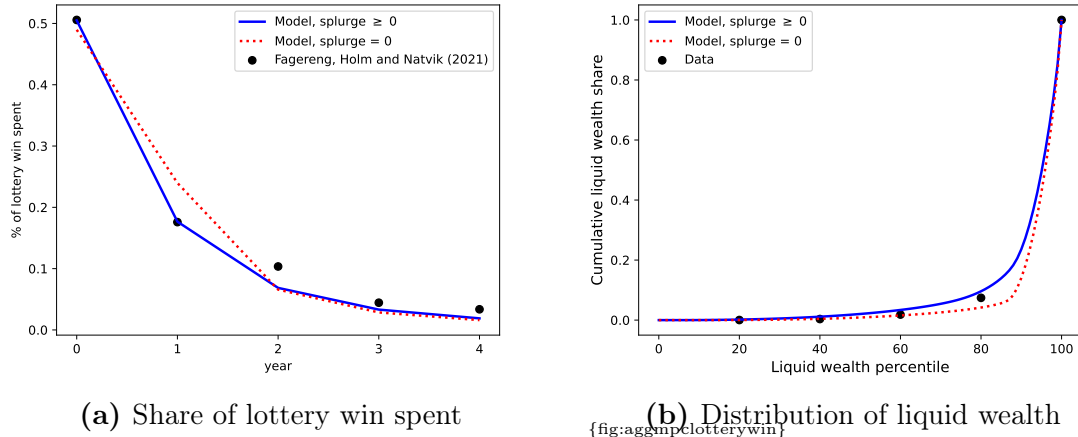 0.5
0.4
0.3
0.2
0.1
0.0
% of lottery win spent
Model, splurge ≥ 0
Model, splurge = 0
Fagereng, Holm and Natvik (2021)
0 1 2 3 4
year
(a) Share of lottery win spent
1.0
0.8
0.6
0.4
0.2
0.0
Cumulative liquid wealth share
Model, splurge ≥ 0
Model, splurge = 0
Data
0 20 40 60 80 100
Liquid wealth percentile
(b) Distribution of liquid wealth
{fig:aggmpclotterywin}